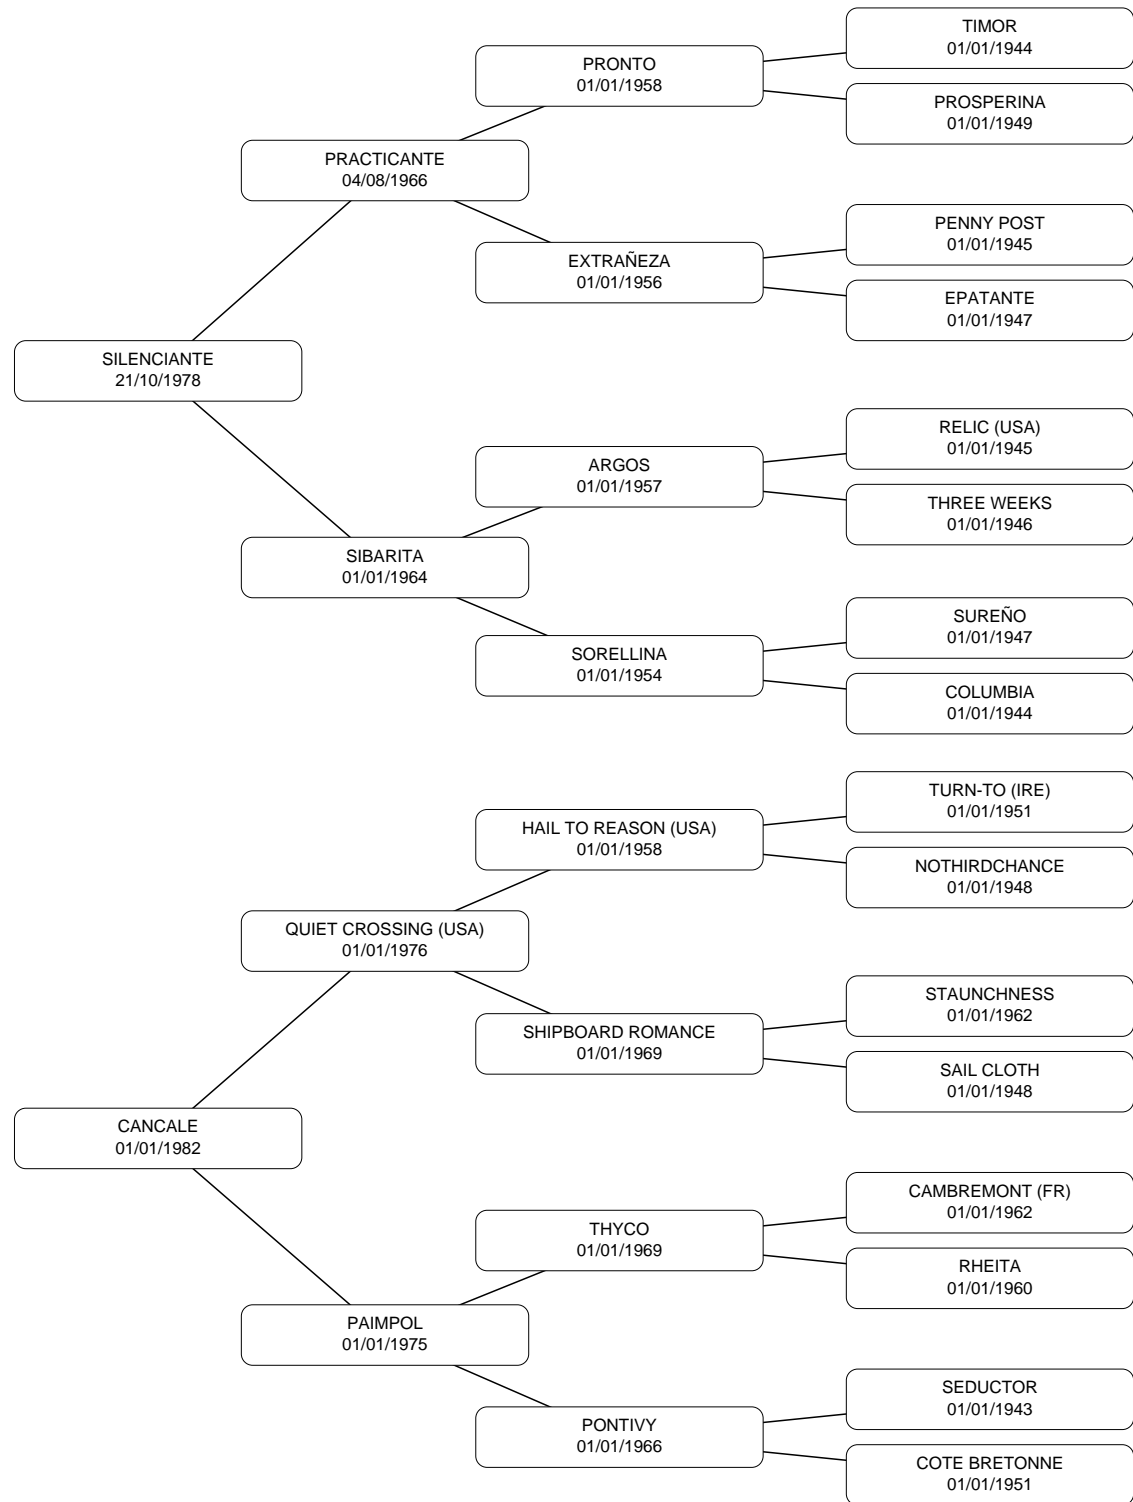 TIMOR
01/01/1944
PRONTO
01/01/1958
PROSPERINA
01/01/1949
PRACTICANTE
04/08/1966
PENNY POST
01/01/1945
EXTRAÑEZA
01/01/1956
EPATANTE
01/01/1947
SILENCIANTE
21/10/1978
RELIC (USA)
01/01/1945
ARGOS
01/01/1957
THREE WEEKS
01/01/1946
SIBARITA
01/01/1964
SUREÑO
01/01/1947
SORELLINA
01/01/1954
COLUMBIA
01/01/1944
TURN-TO (IRE)
01/01/1951
HAIL TO REASON (USA)
01/01/1958
NOTHIRDCHANCE
01/01/1948
QUIET CROSSING (USA)
01/01/1976
STAUNCHNESS
01/01/1962
SHIPBOARD ROMANCE
01/01/1969
SAIL CLOTH
01/01/1948
CANCALE
01/01/1982
CAMBREMONT (FR)
01/01/1962
THYCO
01/01/1969
RHEITA
01/01/1960
PAIMPOL
01/01/1975
SEDUCTOR
01/01/1943
PONTIVY
01/01/1966
COTE BRETONNE
01/01/1951